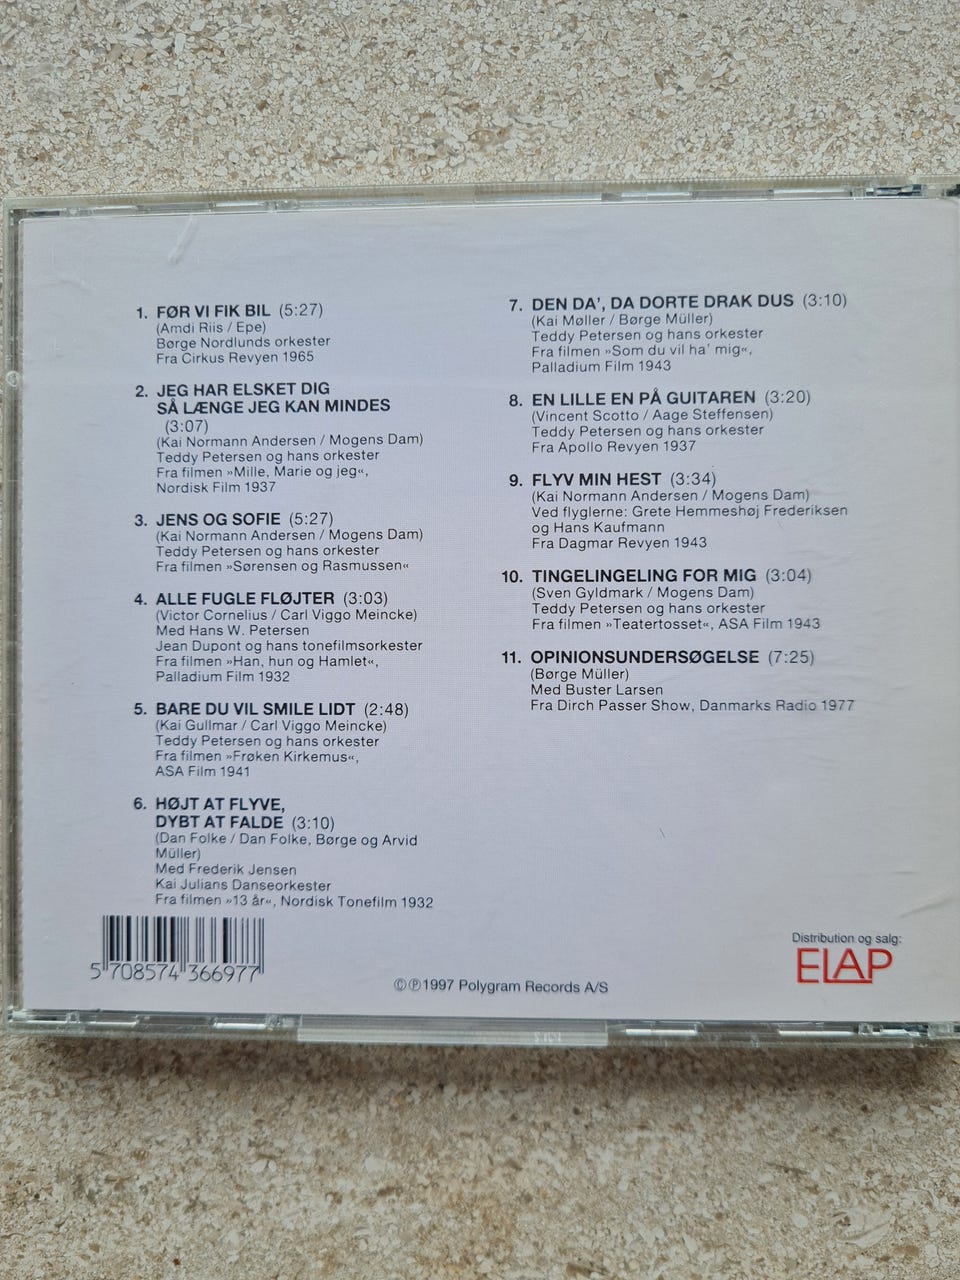 1. FØR VI FIK BIL (5:27)
(Amdi Riis / Epe)
Børge Nordlunds orkester
Fra Cirkus Revyen 1965
2. JEG HAR ELSKET DIG
SÅ LÆNGE JEG KAN MINDES
(3:07)
(Kai Normann Andersen / Mogens Dam)
Teddy Petersen og hans orkester
Fra filmen »Mille, Marie og jeg«,
Nordisk Film 1937
3. JENS OG SOFIE (5:27)
(Kai Normann Andersen / Mogens Dam)
Teddy Petersen og hans orkester
Fra filmen »Sørensen og Rasmussen«
4. ALLE FUGLE FLØJTER (3:03)
(Victor Cornelius / Carl Viggo Meincke)
Med Hans W. Petersen
Jean Dupont og hans tonefilmsorkester
Fra filmen »Han, hun og Hamlet«,
Palladium Film 1932
5. BARE DU VIL SMILE LIDT (2:48)
(Kai Gullmar / Carl Viggo Meincke)
Teddy Petersen og hans orkester
Fra filmen »Frøken Kirkemus«,
ASA Film 1941
6. HØJT AT FLYVE,
DYBT AT FALDE (3:10)
(Dan Folke / Dan Folke, Børge og Arvid
Müller)
Med Frederik Jensen
Kai Julians Danseorkester
Fra filmen »13 år«, Nordisk Tonefilm 1932
7. DEN DA', DA DORTE DRAK DUS (3:10)
(Kai Møller / Børge Müller)
Teddy Petersen og hans orkester
Fra filmen »Som du vil ha' mig«,
Palladium Film 1943
8. EN LILLE EN PÅ GUITAREN (3:20)
(Vincent Scotto / Aage Steffensen)
Teddy Petersen og hans orkester
Fra Apollo Revyen 1937
9. FLYV MIN HEST (3:34)
(Kai Normann Andersen / Mogens Dam)
Ved flyglerne: Grete Hemmeshøj Frederiksen
og Hans Kaufmann
Fra Dagmar Revyen 1943
10. TINGELINGELING FOR MIG (3:04)
(Sven Gyldmark / Mogens Dam)
Teddy Petersen og hans orkester
Fra filmen »Teatertosset«, ASA Film 1943
11. OPINIONSUNDERSØGELSE (7:25)
(Børge Müller)
Med Buster Larsen
Fra Dirch Passer Show, Danmarks Radio 1977
5 708574 366977
©℗1997 Polygram Records A/S
Distribution og salg:
ELAP